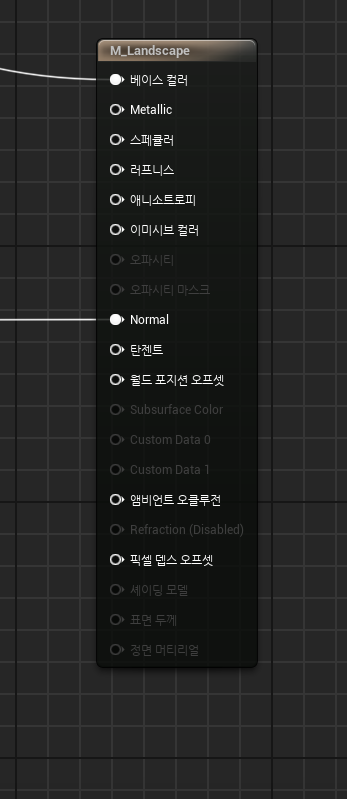 M_Landscape
베이스 컬러
Metallic
스페큘러
러프니스
애니소트로피
이미시브 컬러
오파시티
오파시티 마스크
Normal
탄젠트
월드 포지션 오프셋
Subsurface Color
Custom Data 0
Custom Data 1
앰비언트 오클루전
Refraction (Disabled)
픽셀 뎁스 오프셋
셰이딩 모델
표면 두께
정면 머티리얼